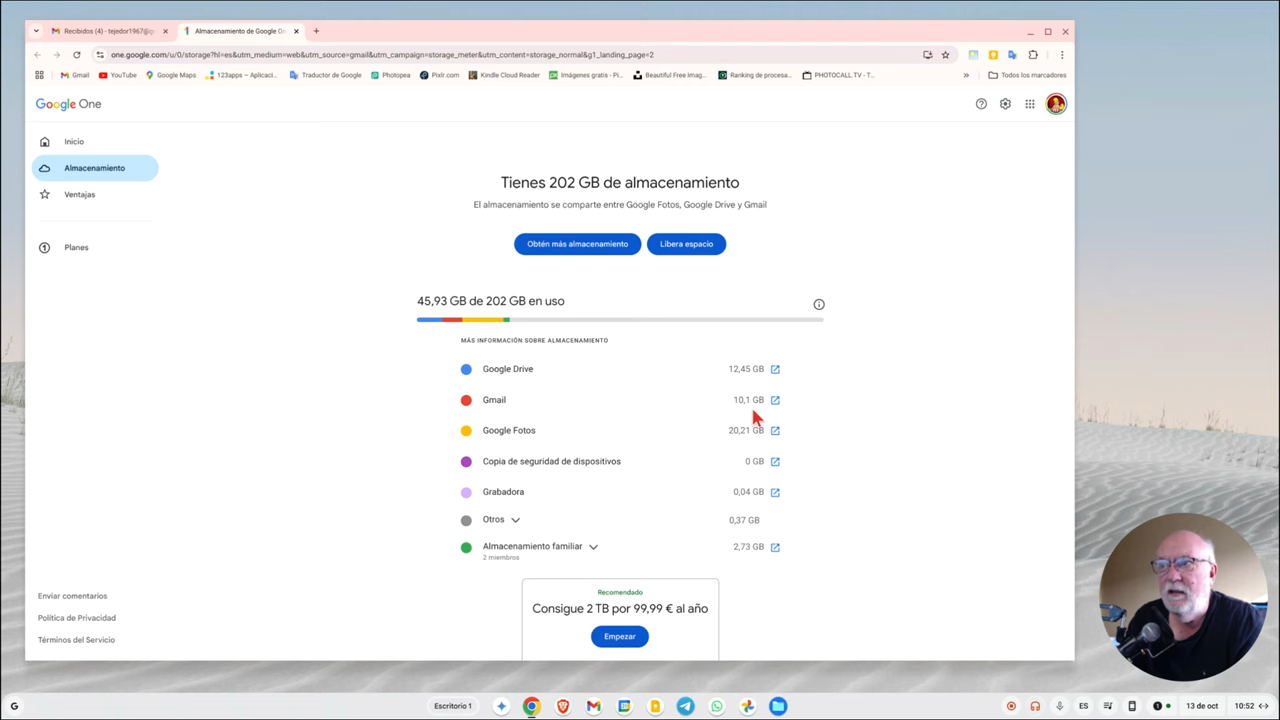 Recibidos (4) - tejedor1967@g
Almacenamiento de Google On
one.google.com/u/0/storage?hl=es&utm_medium=web&utm_source=gmail&utm_campaign=storage_meter&utm_content=storage_normal&g1_landing_page=2
Gmail
YouTube
Google Maps
123apps – Aplicaci...
Traductor de Google
Photopea
Pixlr.com
Kindle Cloud Reader
Imágenes gratis - Pi...
Beautiful Free Imag...
Ranking de procesa...
PHOTOCALL.TV - T...
»
Todos los marcadores
Google One
Inicio
Almacenamiento
Ventajas
Planes
Tienes 202 GB de almacenamiento
El almacenamiento se comparte entre Google Fotos, Google Drive y Gmail
Obtén más almacenamiento
Libera espacio
45,93 GB de 202 GB en uso
MÁS INFORMACIÓN SOBRE ALMACENAMIENTO
Google Drive 12,45 GB
Gmail 10,1 GB
Google Fotos 20,21 GB
Copia de seguridad de dispositivos 0 GB
Grabadora 0,04 GB
Otros 0,37 GB
Almacenamiento familiar 2,73 GB
2 miembros
Recomendado
Consigue 2 TB por 99,99 € al año
Empezar
Enviar comentarios
Política de Privacidad
Términos del Servicio
Escritorio 1
ES
13 de oct
10:52